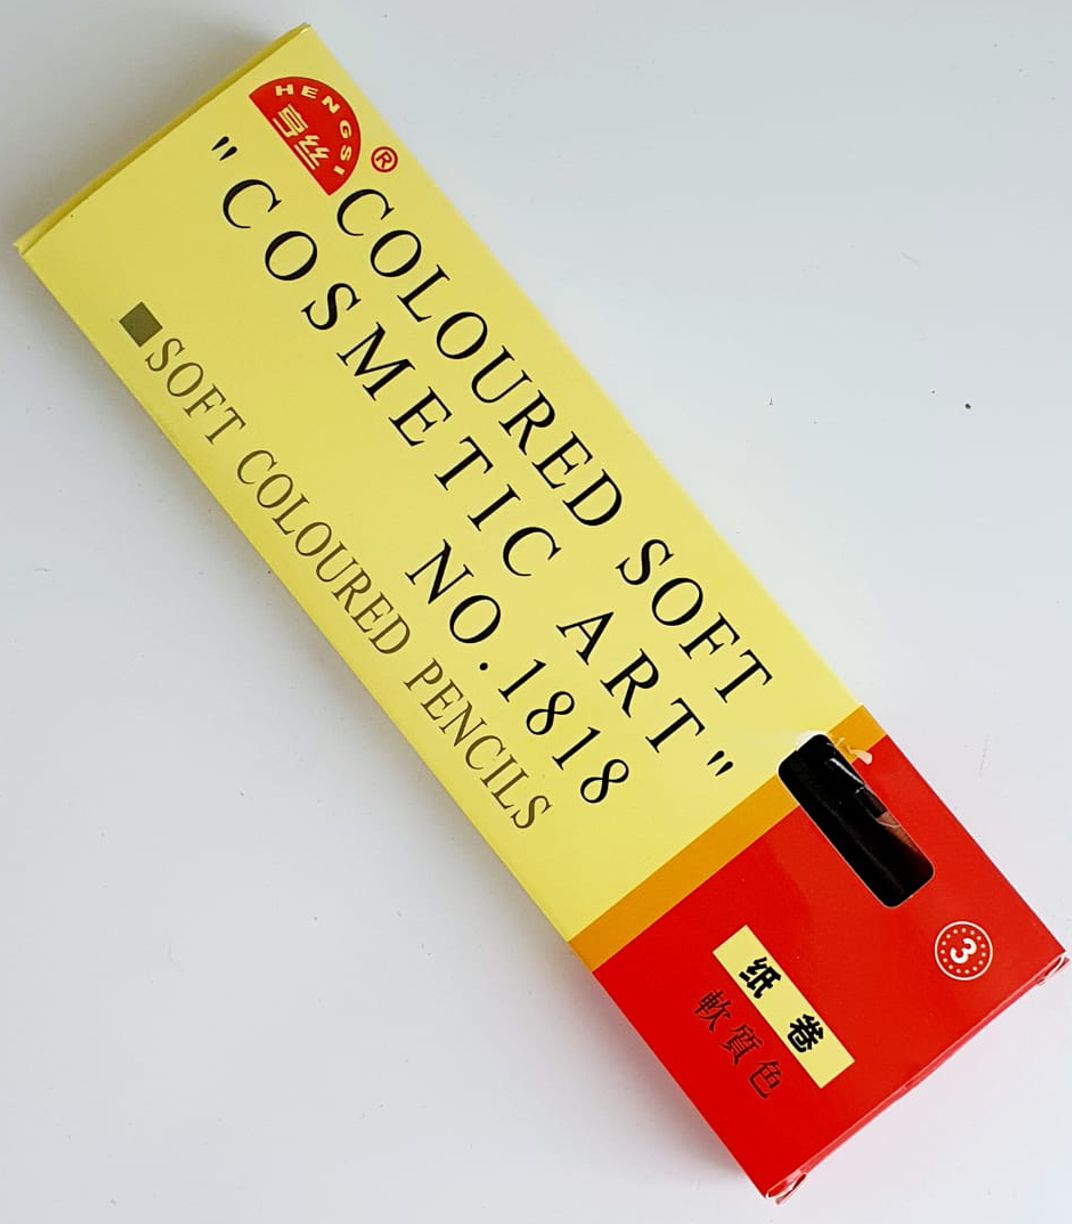 HENGSI
亨丝
®
COLOURED SOFT
"COSMETIC ART"
NO.1818
■SOFT COLOURED PENCILS
3
纸卷
軟質色